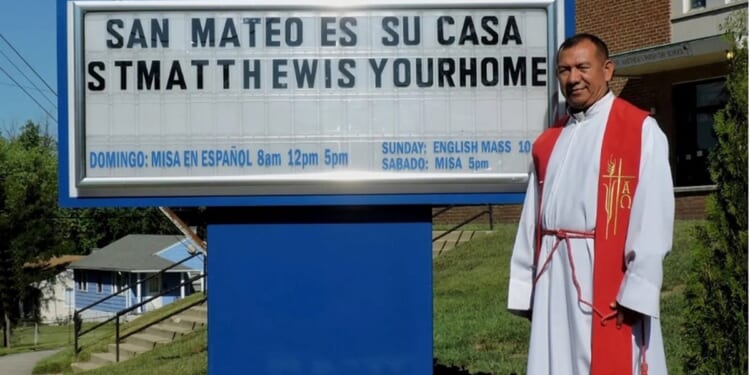 SAN MATEO ES SU CASA
STMATTHEWIS YOURHOME
DOMINGO: MISA EN ESPAÑOL 8am 12pm 5pm
SUNDAY: ENGLISH MASS 10
SABADO: MISA 5pm
ΑΩ